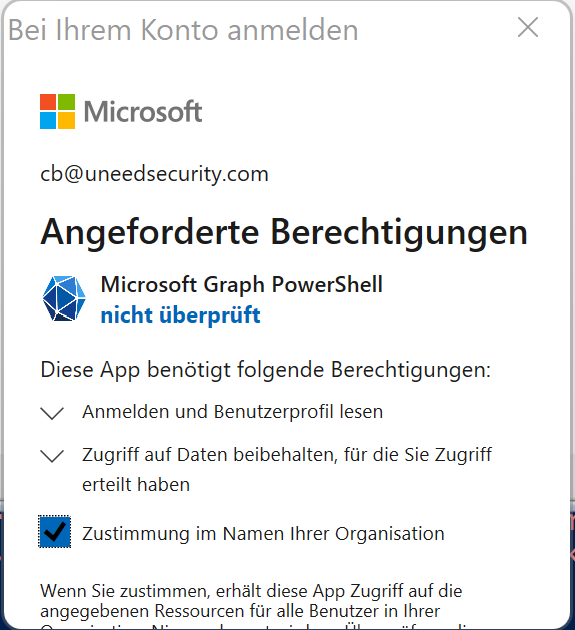 Bei Ihrem Konto anmelden
Microsoft
cb@uneedsecurity.com
Angeforderte Berechtigungen
Microsoft Graph PowerShell
nicht überprüft
Diese App benötigt folgende Berechtigungen:
Anmelden und Benutzerprofil lesen
Zugriff auf Daten beibehalten, für die Sie Zugriff
erteilt haben
Zustimmung im Namen Ihrer Organisation
Wenn Sie zustimmen, erhält diese App Zugriff auf die
angegebenen Ressourcen für alle Benutzer in Ihrer